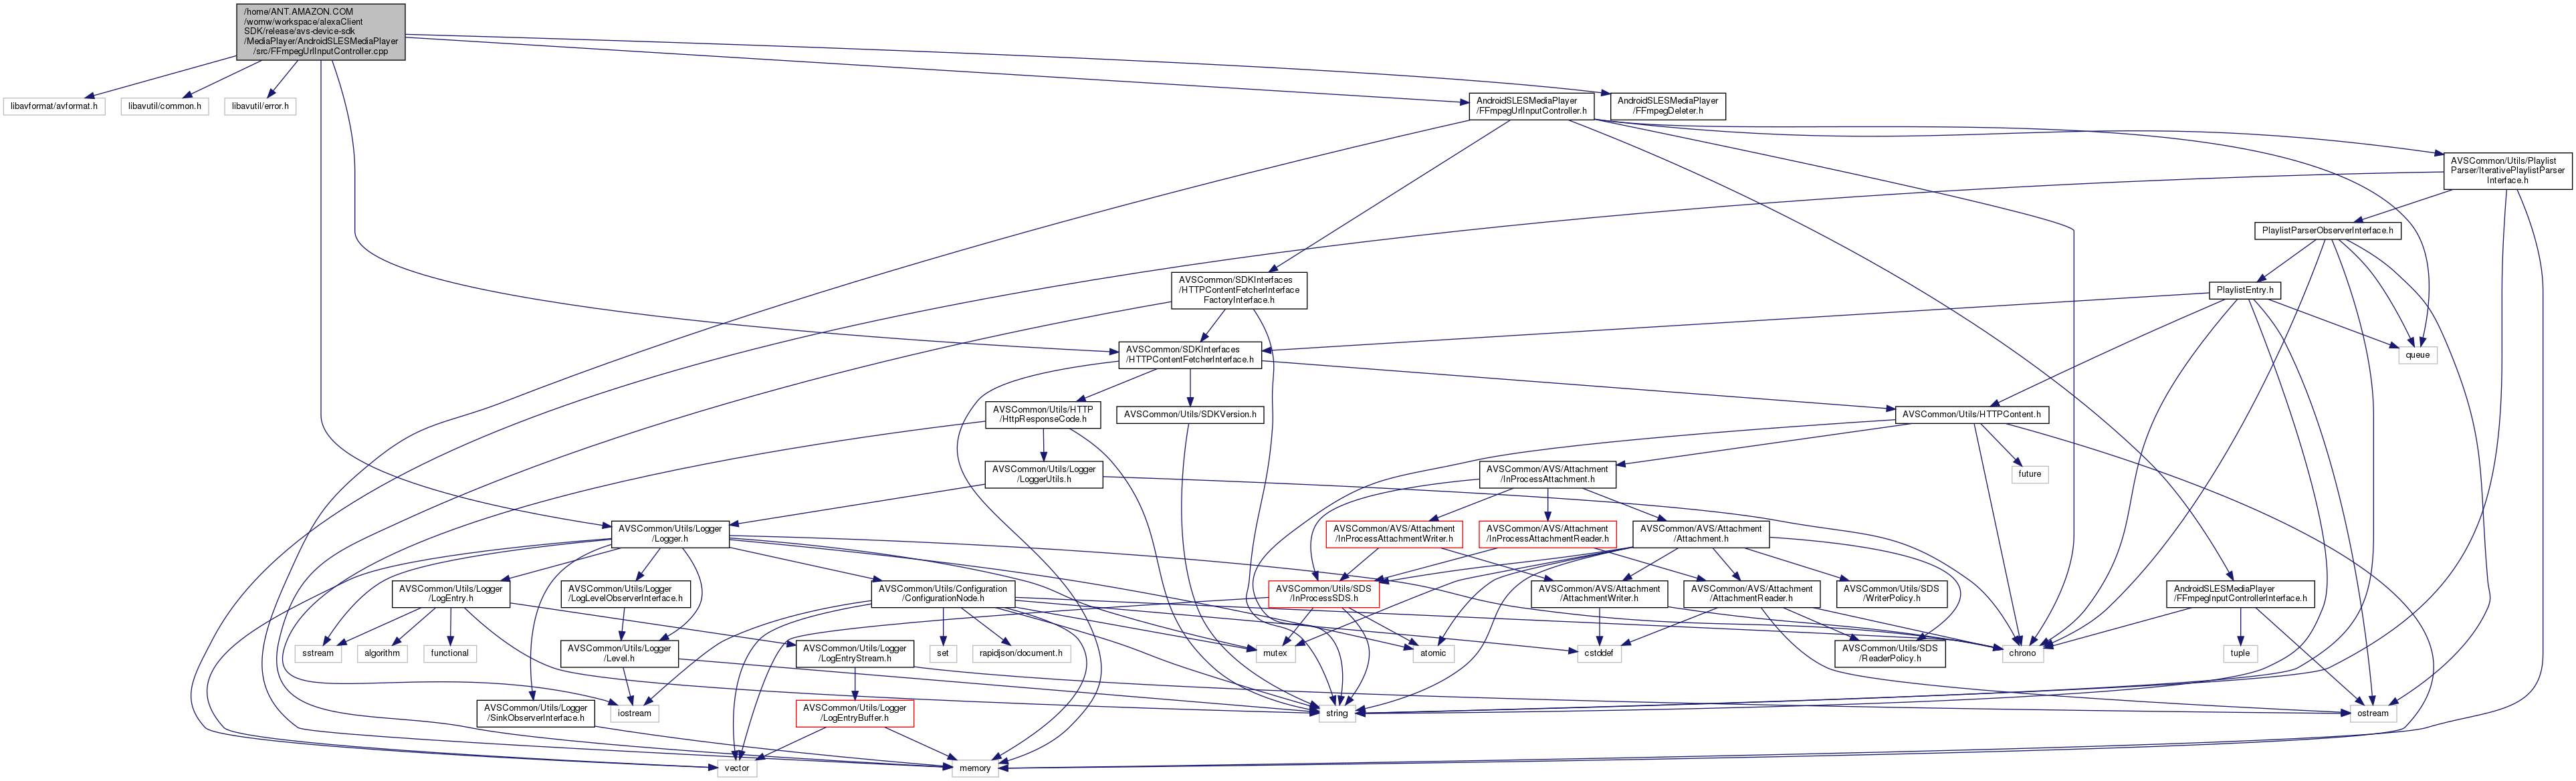 /home/ANT.AMAZON.COM
/womw/workspace/alexaClient
SDK/release/avs-device-sdk
/MediaPlayer/AndroidSLESMediaPlayer
/src/FFmpegUrlInputController.cpp
libavformat/avformat.h
libavutil/common.h
libavutil/error.h
AndroidSLESMediaPlayer
/FFmpegUrlInputController.h
AndroidSLESMediaPlayer
/FFmpegDeleter.h
AVSCommon/Utils/Playlist
Parser/IterativePlaylistParser
Interface.h
PlaylistParserObserverInterface.h
AVSCommon/SDKInterfaces
/HTTPContentFetcherInterface
FactoryInterface.h
PlaylistEntry.h
AVSCommon/SDKInterfaces
/HTTPContentFetcherInterface.h
queue
AVSCommon/Utils/HTTP
/HttpResponseCode.h
AVSCommon/Utils/SDKVersion.h
AVSCommon/Utils/HTTPContent.h
AVSCommon/Utils/Logger
/LoggerUtils.h
AVSCommon/AVS/Attachment
/InProcessAttachment.h
future
AVSCommon/Utils/Logger
/Logger.h
AVSCommon/AVS/Attachment
/InProcessAttachmentWriter.h
AVSCommon/AVS/Attachment
/InProcessAttachmentReader.h
AVSCommon/AVS/Attachment
/Attachment.h
AVSCommon/Utils/Logger
/LogEntry.h
AVSCommon/Utils/Logger
/LogLevelObserverInterface.h
AVSCommon/Utils/Configuration
/ConfigurationNode.h
AVSCommon/Utils/SDS
/InProcessSDS.h
AVSCommon/AVS/Attachment
/AttachmentWriter.h
AVSCommon/AVS/Attachment
/AttachmentReader.h
AVSCommon/Utils/SDS
/WriterPolicy.h
AndroidSLESMediaPlayer
/FFmpegInputControllerInterface.h
sstream
algorithm
functional
AVSCommon/Utils/Logger
/Level.h
AVSCommon/Utils/Logger
/LogEntryStream.h
set
rapidjson/document.h
mutex
atomic
cstddef
AVSCommon/Utils/SDS
/ReaderPolicy.h
chrono
tuple
AVSCommon/Utils/Logger
/SinkObserverInterface.h
iostream
AVSCommon/Utils/Logger
/LogEntryBuffer.h
string
ostream
vector
memory